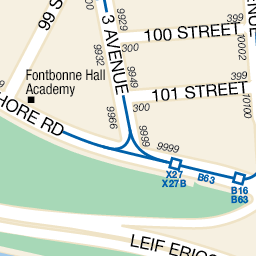 99 S
3 AVENUE
9929
9932
9949
9966
9999
9999
100 STREET
399
300
10002
101 STREET
399
300
10100
Fontbonne Hall
Academy
HORE RD
X27
X27B
B63
B16
B63
LEIF ERICS